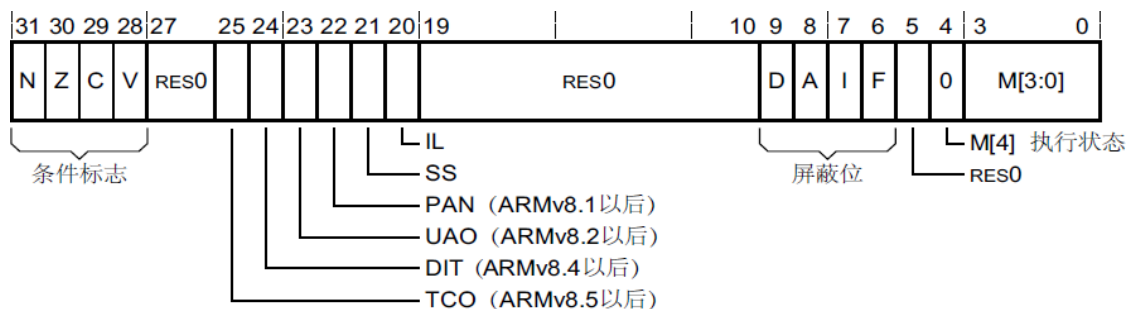 31 30 29 28 27 25 24 23 22 21 20 19 10 9 8 7 6 5 4 3 0
N Z C V RES0 RES0 D A I F 0 M[3:0]
条件标志
IL
SS
PAN（ARMv8.1以后）
UAO（ARMv8.2以后）
DIT（ARMv8.4以后）
TCO（ARMv8.5以后）
屏蔽位
M[4] 执行状态
RES0